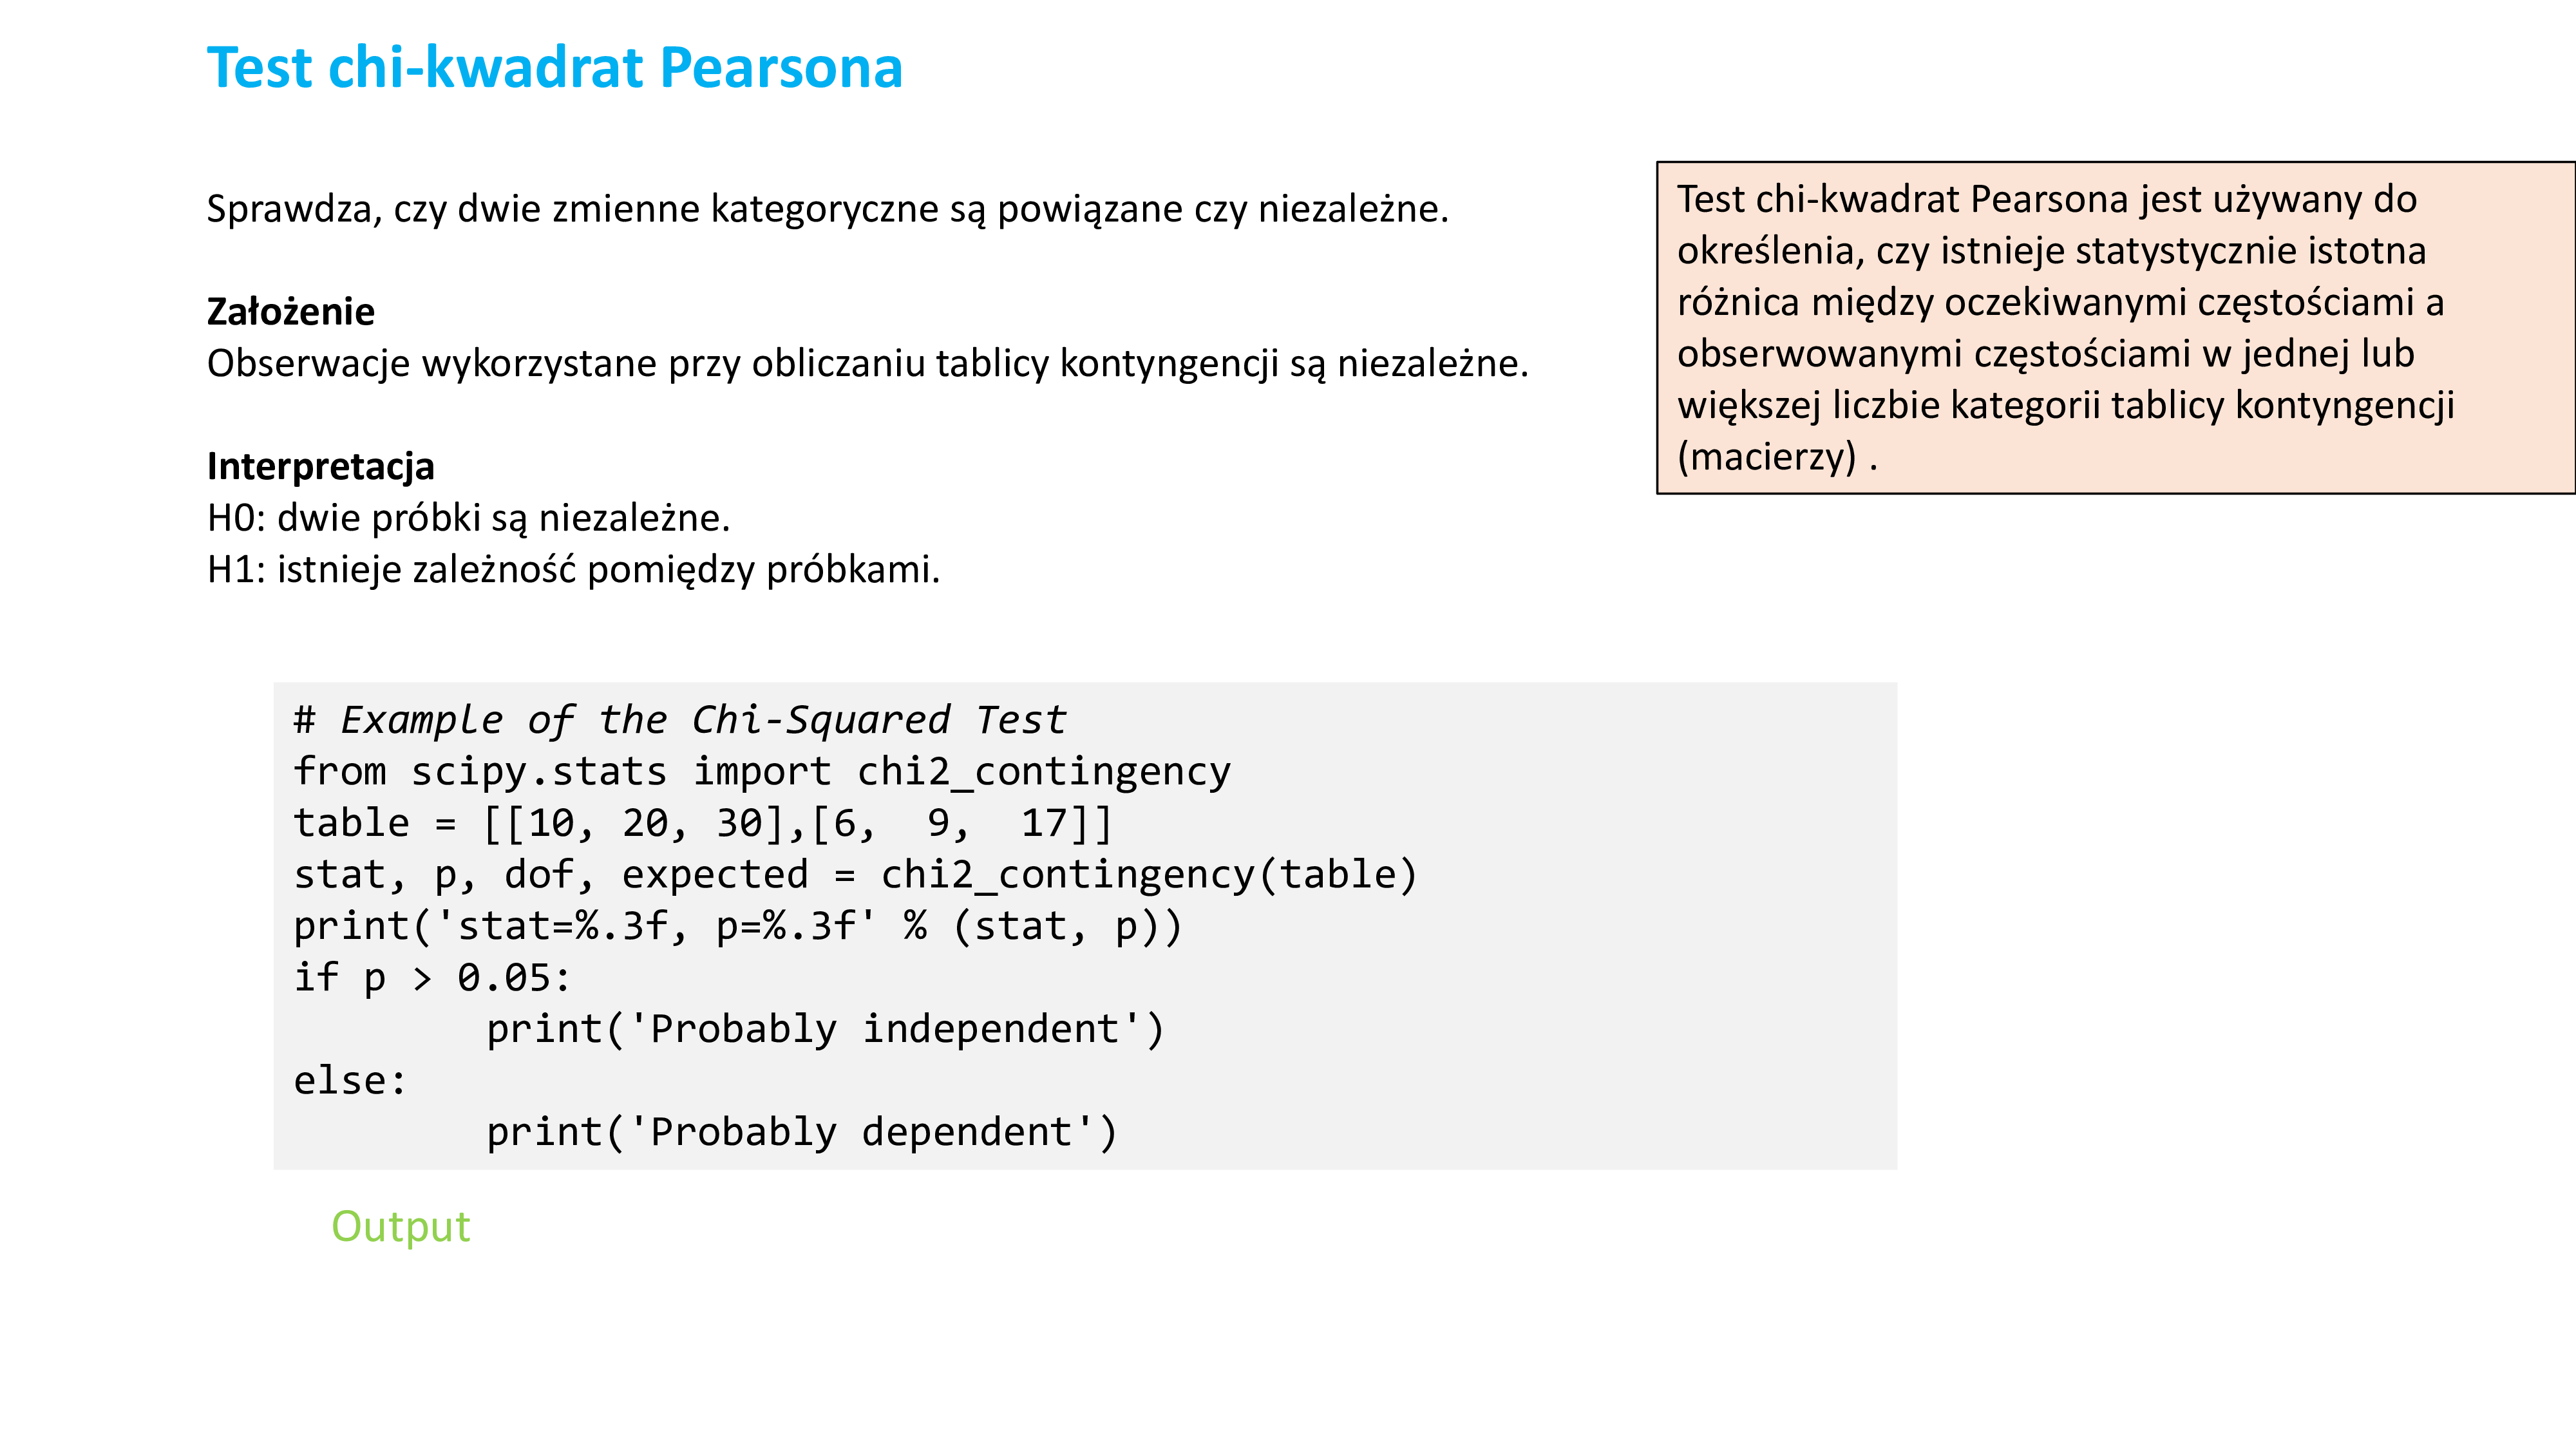 Test chi-kwadrat Pearsona
Sprawdza, czy dwie zmienne kategoryczne są powiązane czy niezależne.
Założenie
Obserwacje wykorzystane przy obliczaniu tablicy kontyngencji są niezależne.
Interpretacja
H0: dwie próbki są niezależne.
H1: istnieje zależność pomiędzy próbkami.
Test chi-kwadrat Pearsona jest używany do
określenia, czy istnieje statystycznie istotna
różnica między oczekiwanymi częstościami a
obserwowanymi częstościami w jednej lub
większej liczbie kategorii tablicy kontyngencji
(macierzy) .
# Example of the Chi-Squared Test
from scipy.stats import chi2_contingency
table = [[10, 20, 30],[6,  9,  17]]
stat, p, dof, expected = chi2_contingency(table)
print('stat=%.3f, p=%.3f' % (stat, p))
if p > 0.05:
	print('Probably independent')
else:
	print('Probably dependent')
Output